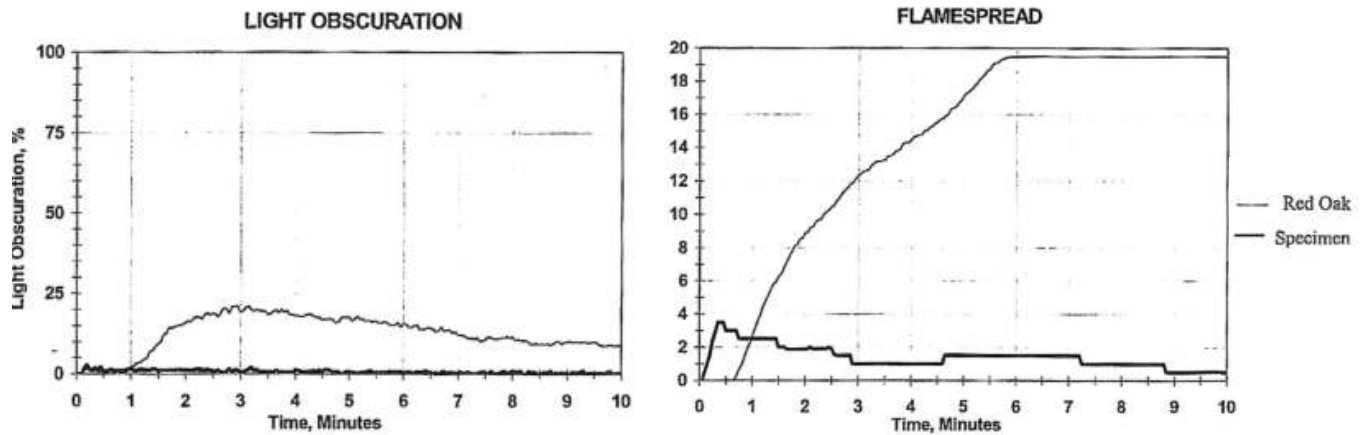 LIGHT OBSCURATION
100
75
50
25
0
Light Obscuration, %
0 1 2 3 4 5 6 7 8 9 10
Time, Minutes
FLAMESPREAD
20
18
16
14
12
10
8
6
4
2
0
0 1 2 3 4 5 6 7 8 9 10
Time, Minutes
Red Oak
Specimen